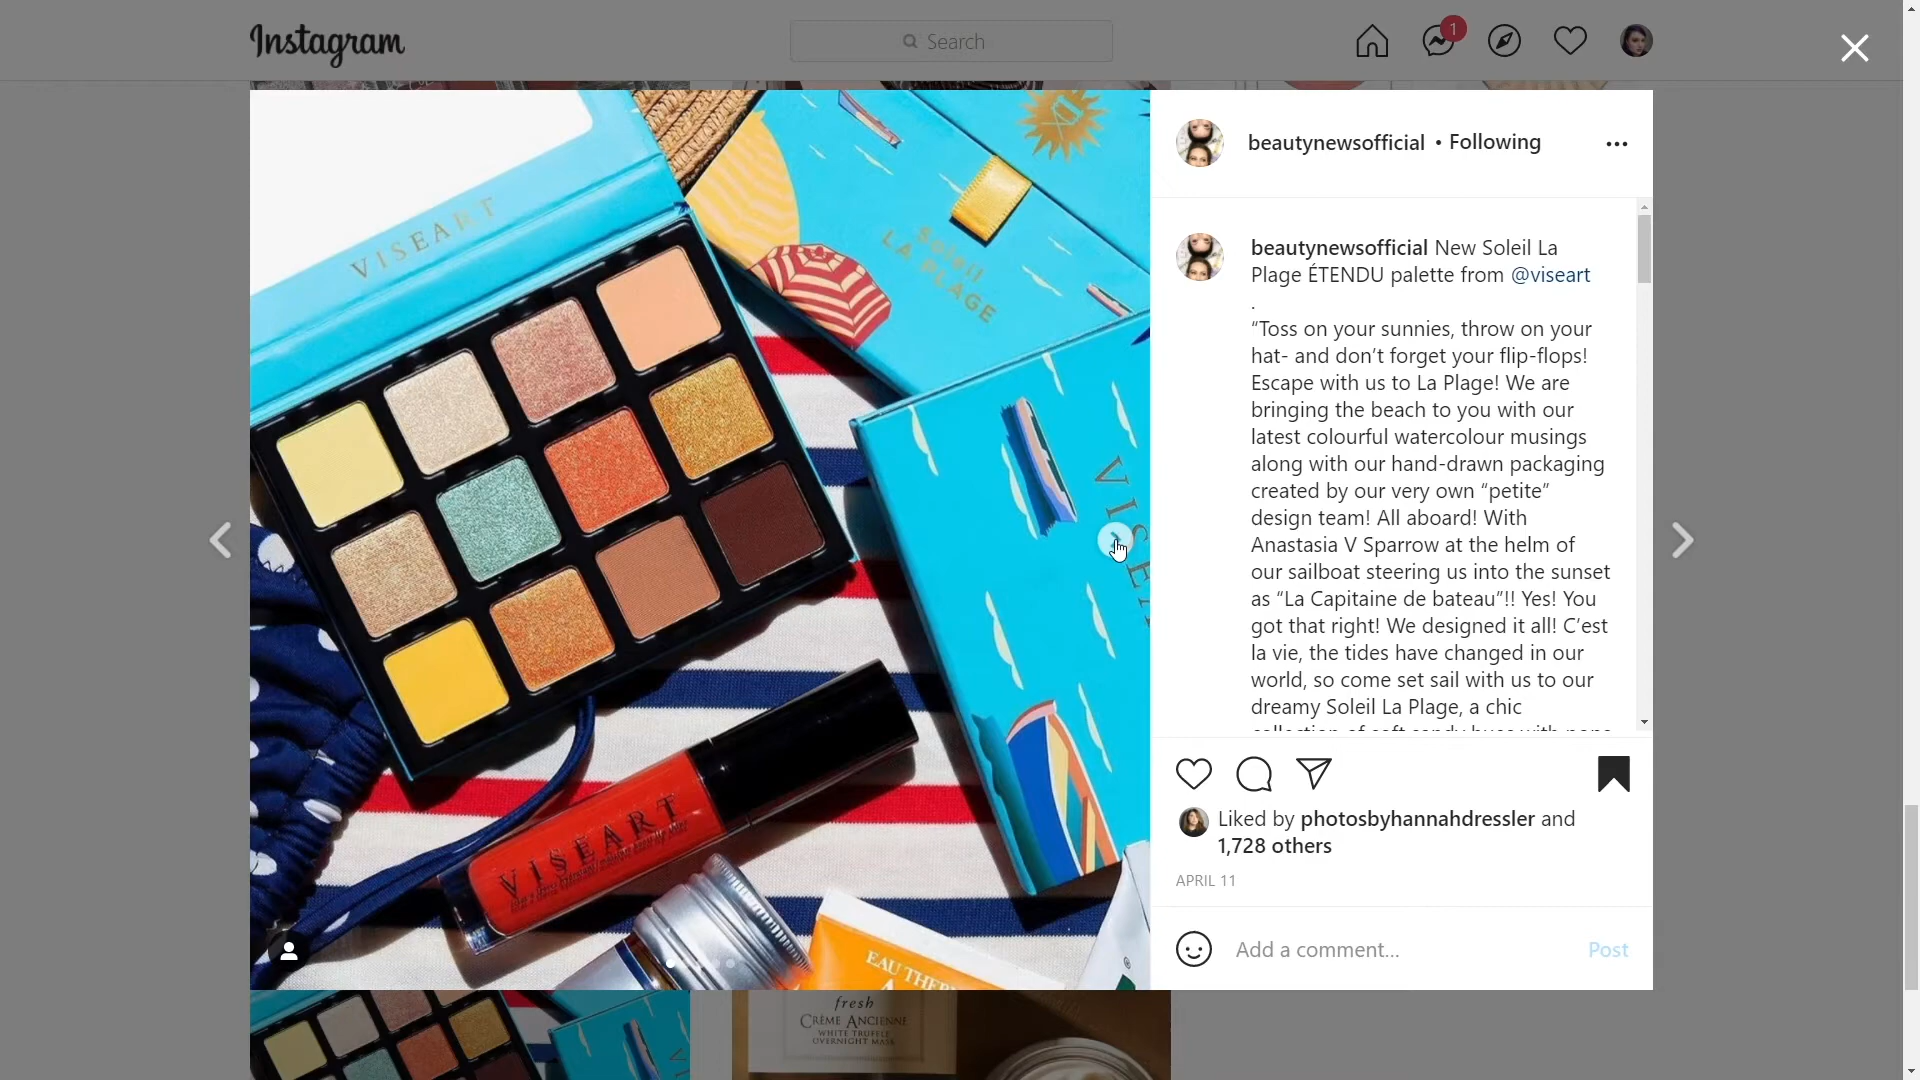 Instagram
Search
1
VISEART
Soleil
LA PLAGE
VISEART
EAU THER
beautynewsofficial • Following
beautynewsofficial New Soleil La
Plage ÉTENDU palette from @viseart
.
“Toss on your sunnies, throw on your
hat- and don’t forget your flip-flops!
Escape with us to La Plage! We are
bringing the beach to you with our
latest colourful watercolour musings
along with our hand-drawn packaging
created by our very own “petite”
design team! All aboard! With
Anastasia V Sparrow at the helm of
our sailboat steering us into the sunset
as “La Capitaine de bateau”!! Yes! You
got that right! We designed it all! C’est
la vie, the tides have changed in our
world, so come set sail with us to our
dreamy Soleil La Plage, a chic
Liked by photosbyhannahdressler and
1,728 others
APRIL 11
Add a comment...
Post
fresh
CRÈME ANCIENNE
WHITE TRUFFLE
OVERNIGHT MASK